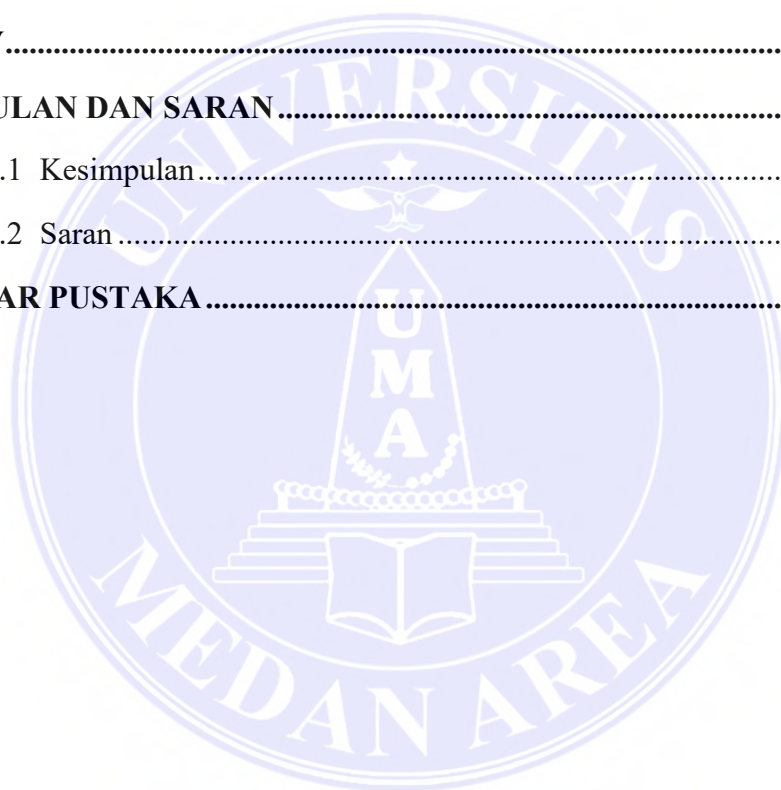 V........................................................................................................
ULAN DAN SARAN........................................................................
.1 Kesimpulan....................................................................................
.2 Saran................................................................................................
AR PUSTAKA..................................................................................
UNIVERSITAS
UMA
MEDAN AREA